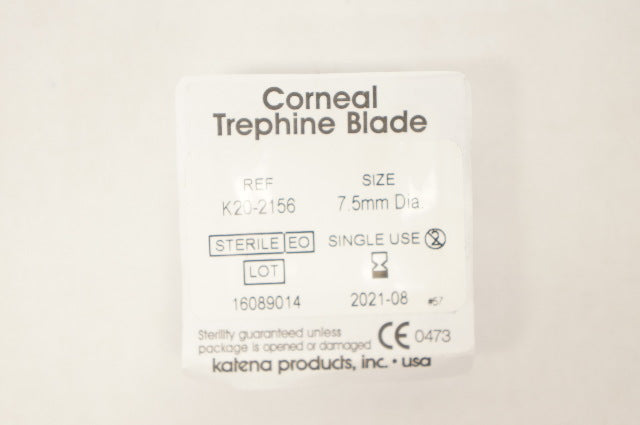 Corneal
Trephine Blade
REF SIZE
K20-2156 7.5mm Dia.
STERILE EO SINGLE USE 2
LOT
16089014 2021-08 #57
Sterility guaranteed unless
package is opened or damaged CE 0473
katena products, inc. • usa